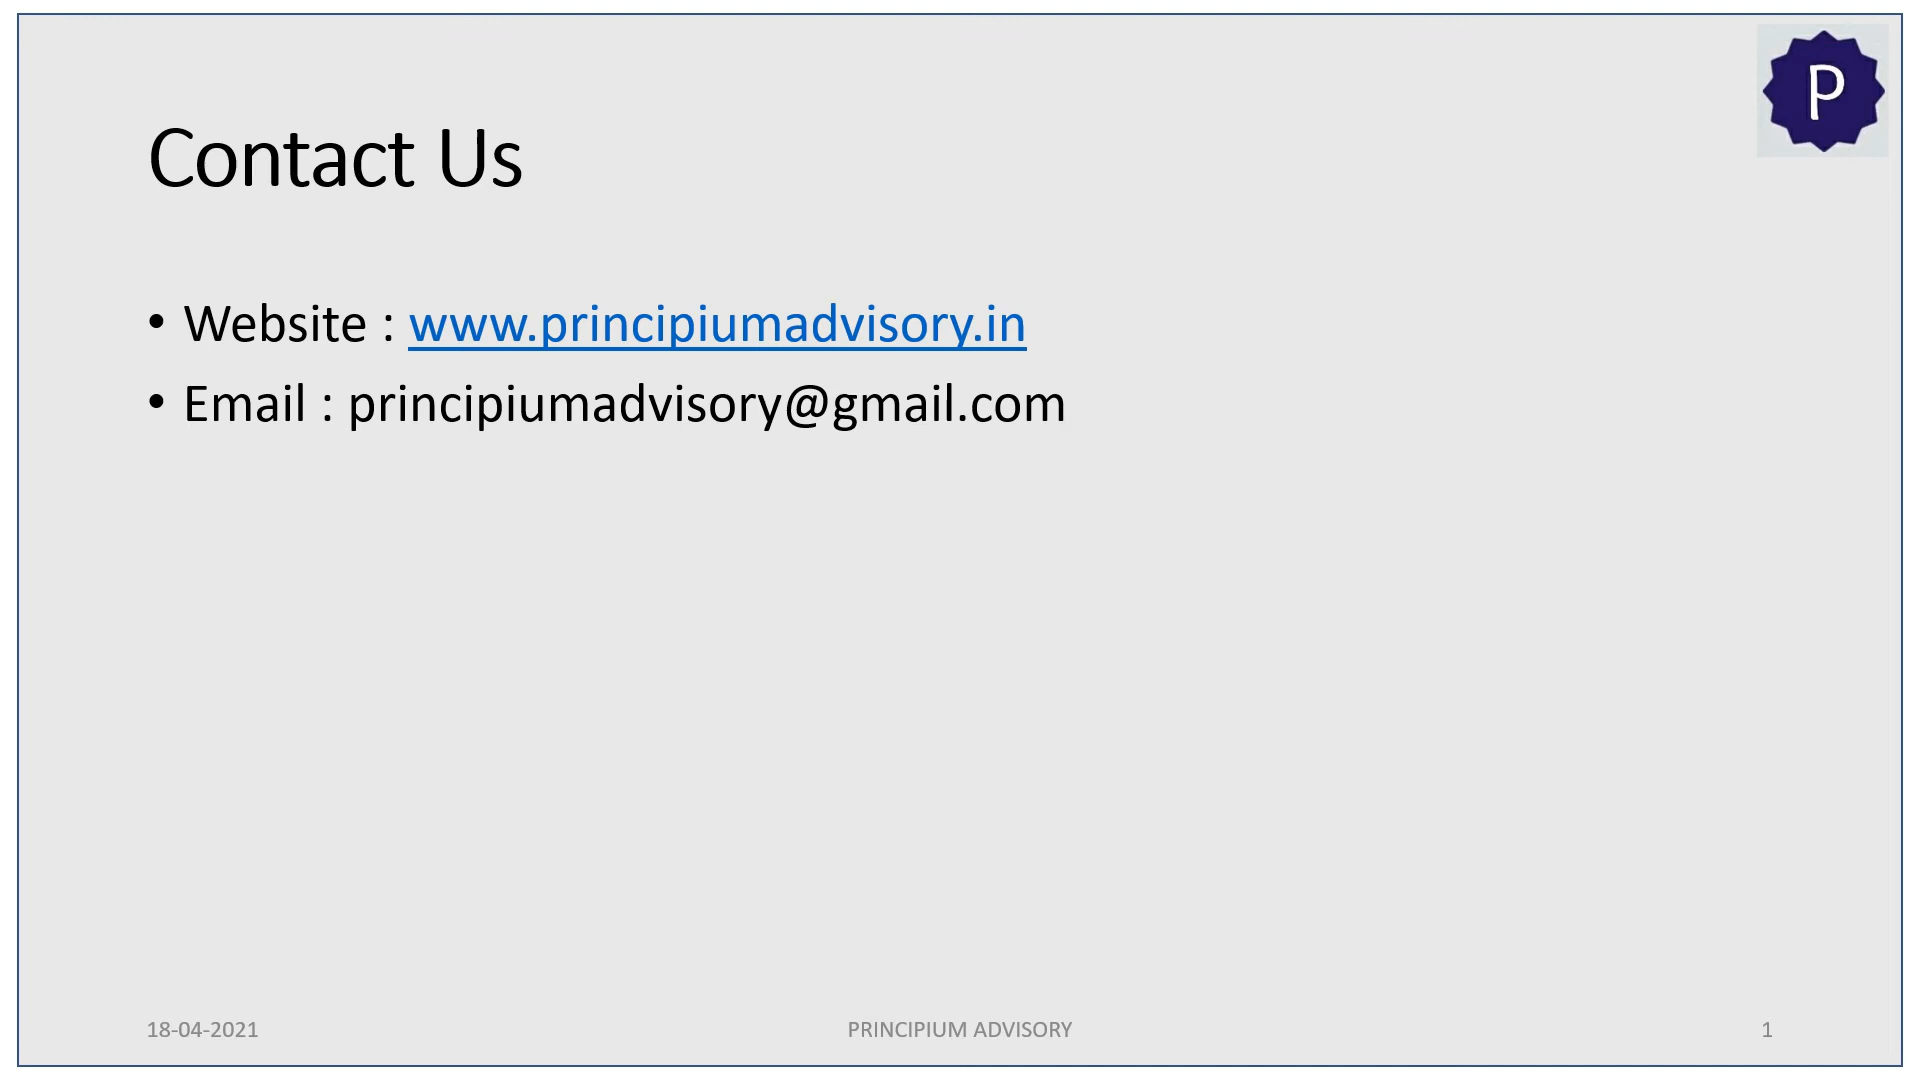 P
Contact Us
• Website : www.principiumadvisory.in
• Email : principiumadvisory@gmail.com
18-04-2021 PRINCIPIUM ADVISORY 1